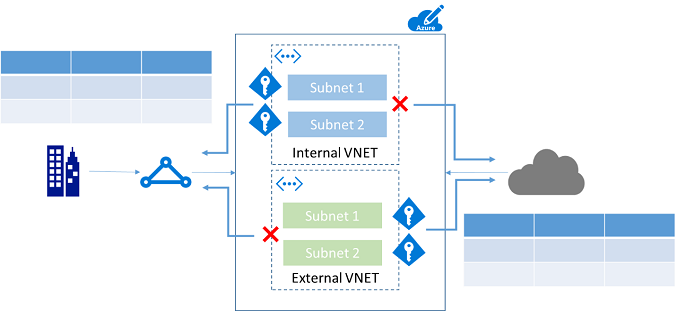 Azure
Subnet 1
Subnet 2
Internal VNET
Subnet 1
Subnet 2
External VNET